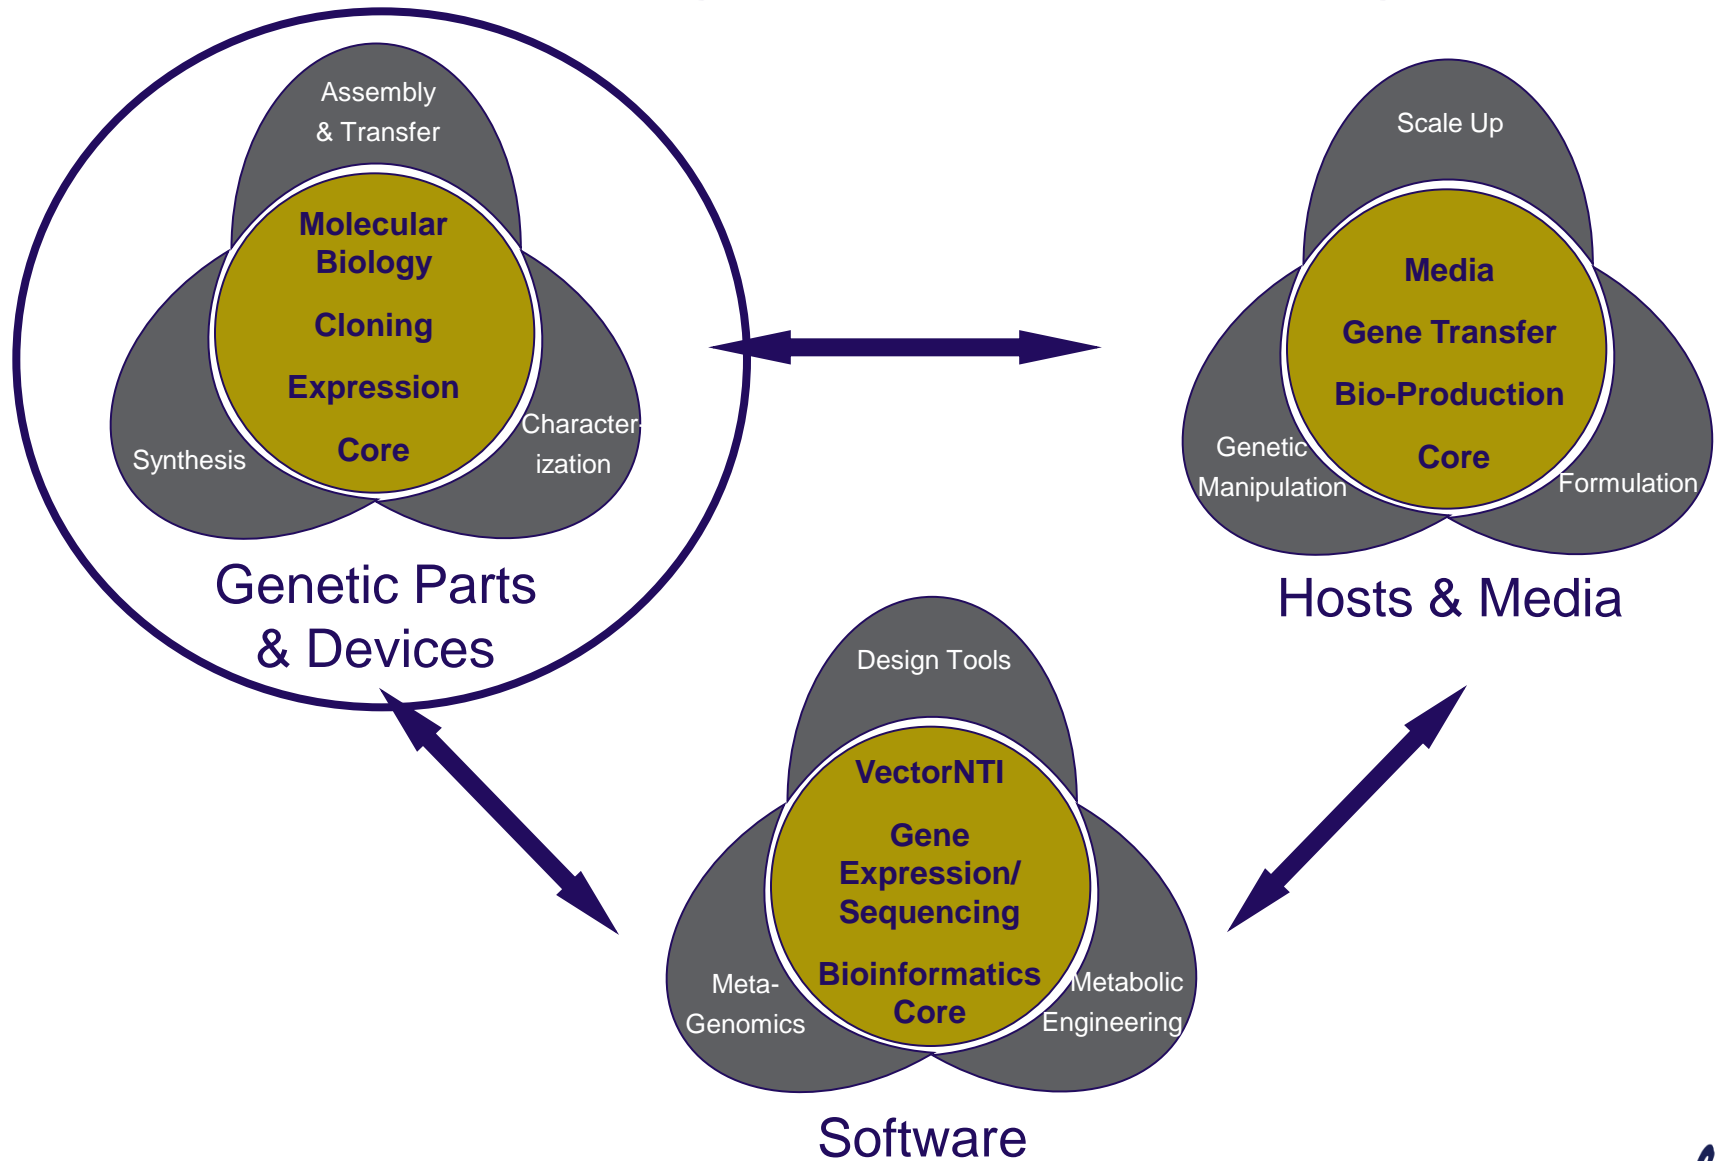 Assembly
& Transfer
Molecular
Biology
Cloning
Expression
Core
Synthesis
Character-
ization
Genetic Parts
& Devices
Scale Up
Media
Gene Transfer
Bio-Production
Core
Genetic
Manipulation
Formulation
Hosts & Media
Design Tools
VectorNTI
Gene
Expression/
Sequencing
Bioinformatics
Core
Meta-
Genomics
Metabolic
Engineering
Software